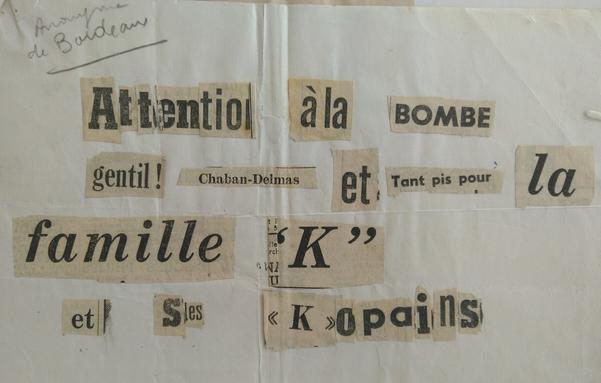 Anonyme
de Bordeaux
Attention à la BOMBE
gentil! Chaban-Delmas et Tant pis pour la
famille "K"
et Sles « K »opains